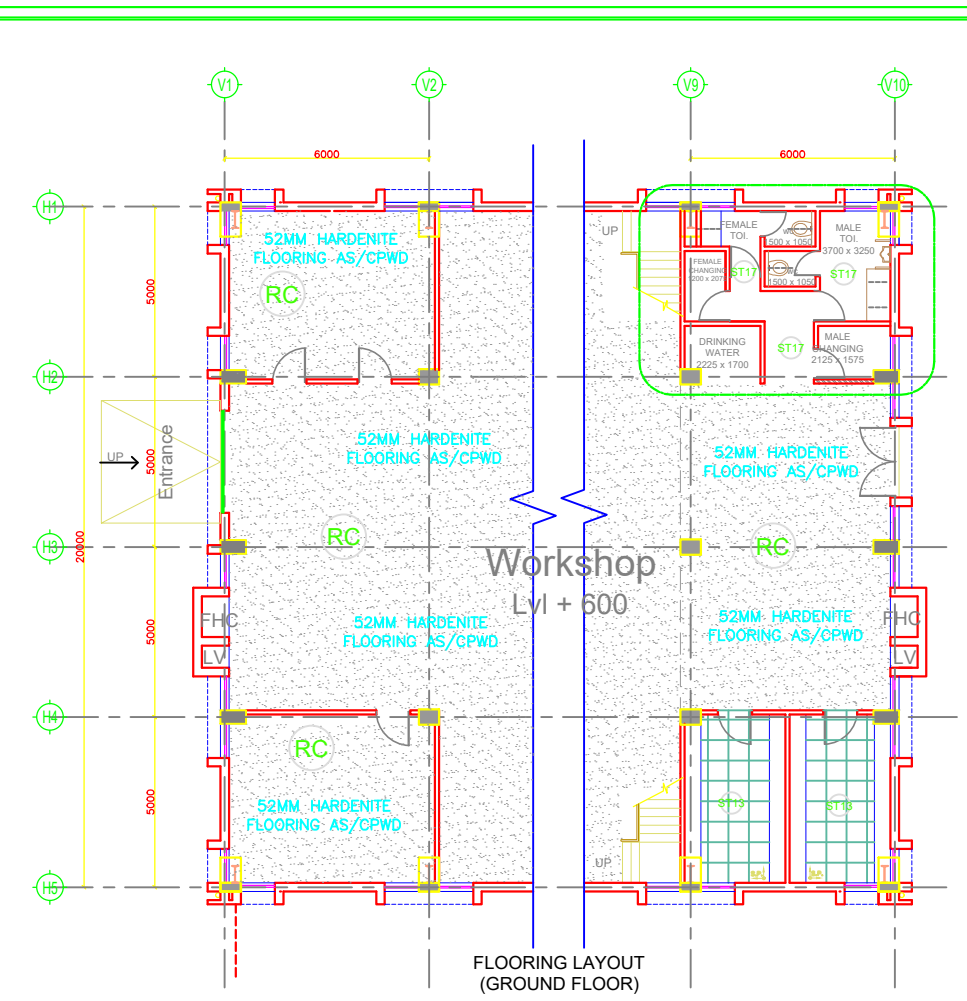 V1
V2
V9
V10
6000
6000
H1
H2
H3
H4
H5
5000
5000
5000
5000
20000
52MM HARDENITE
FLOORING AS/CPWD
RC
UP
FEMALE
TOI.
1500 x 1050
MALE
TOI.
3700 x 3250
FEMALE
CHANGING
ST17
1500 x 1050
ST17
DRINKING
WATER
2225 x 1700
ST17
MALE
CHANGING
2125 x 1575
UP
Entrance
52MM HARDENITE
FLOORING AS/CPWD
52MM HARDENITE
FLOORING AS/CPWD
RC
RC
Workshop
Lvl + 600
FHC
LV
52MM HARDENITE
FLOORING AS/CPWD
52MM HARDENITE
FLOORING AS/CPWD
FHC
LV
RC
52MM HARDENITE
FLOORING AS/CPWD
UP
ST13
ST13
FLOORING LAYOUT
(GROUND FLOOR)